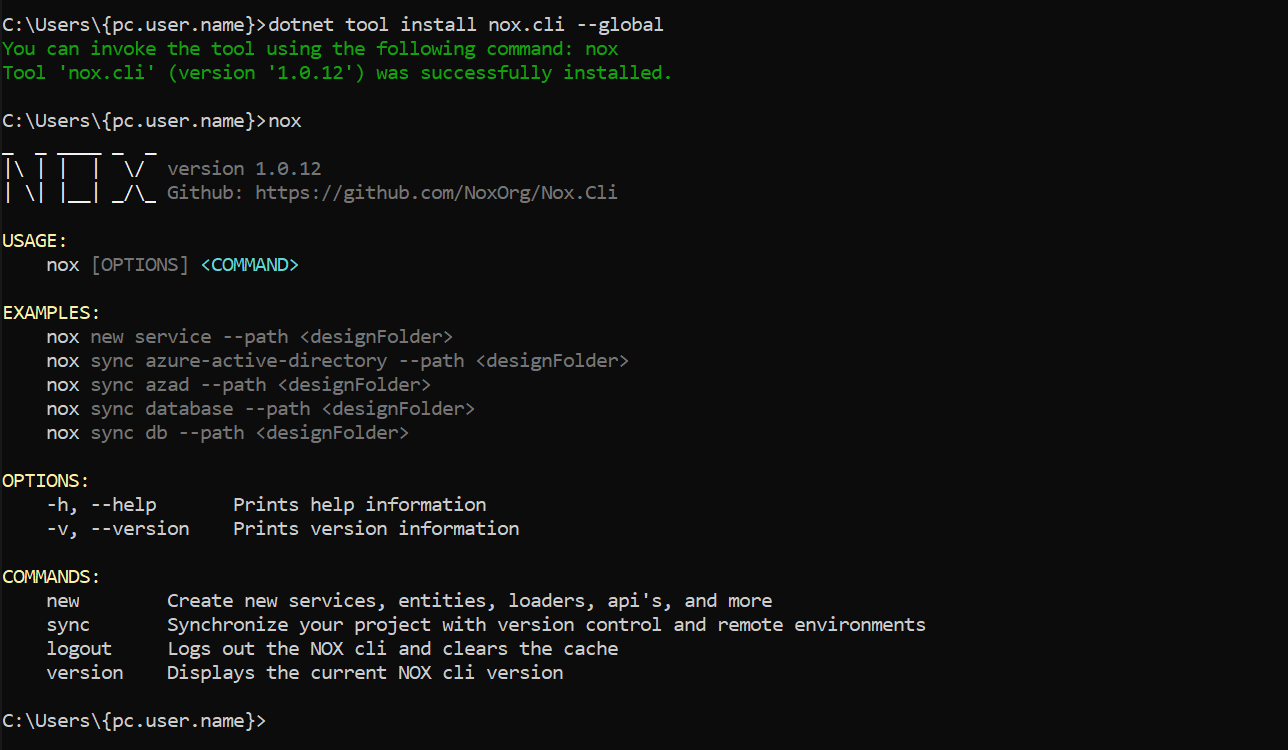 C:\Users\{pc.user.name}>dotnet tool install nox.cli --global
You can invoke the tool using the following command: nox
Tool 'nox.cli' (version '1.0.12') was successfully installed.
C:\Users\{pc.user.name}>nox
_  _ ____ _  _
|\ | |  |  \/  version 1.0.12
| \| |__| _/\_ Github: https://github.com/NoxOrg/Nox.Cli
USAGE:
    nox [OPTIONS] <COMMAND>
EXAMPLES:
    nox new service --path <designFolder>
    nox sync azure-active-directory --path <designFolder>
    nox sync azad --path <designFolder>
    nox sync database --path <designFolder>
    nox sync db --path <designFolder>
OPTIONS:
    -h, --help       Prints help information
    -v, --version    Prints version information
COMMANDS:
    new        Create new services, entities, loaders, api's, and more
    sync       Synchronize your project with version control and remote environments
    logout     Logs out the NOX cli and clears the cache
    version    Displays the current NOX cli version
C:\Users\{pc.user.name}>